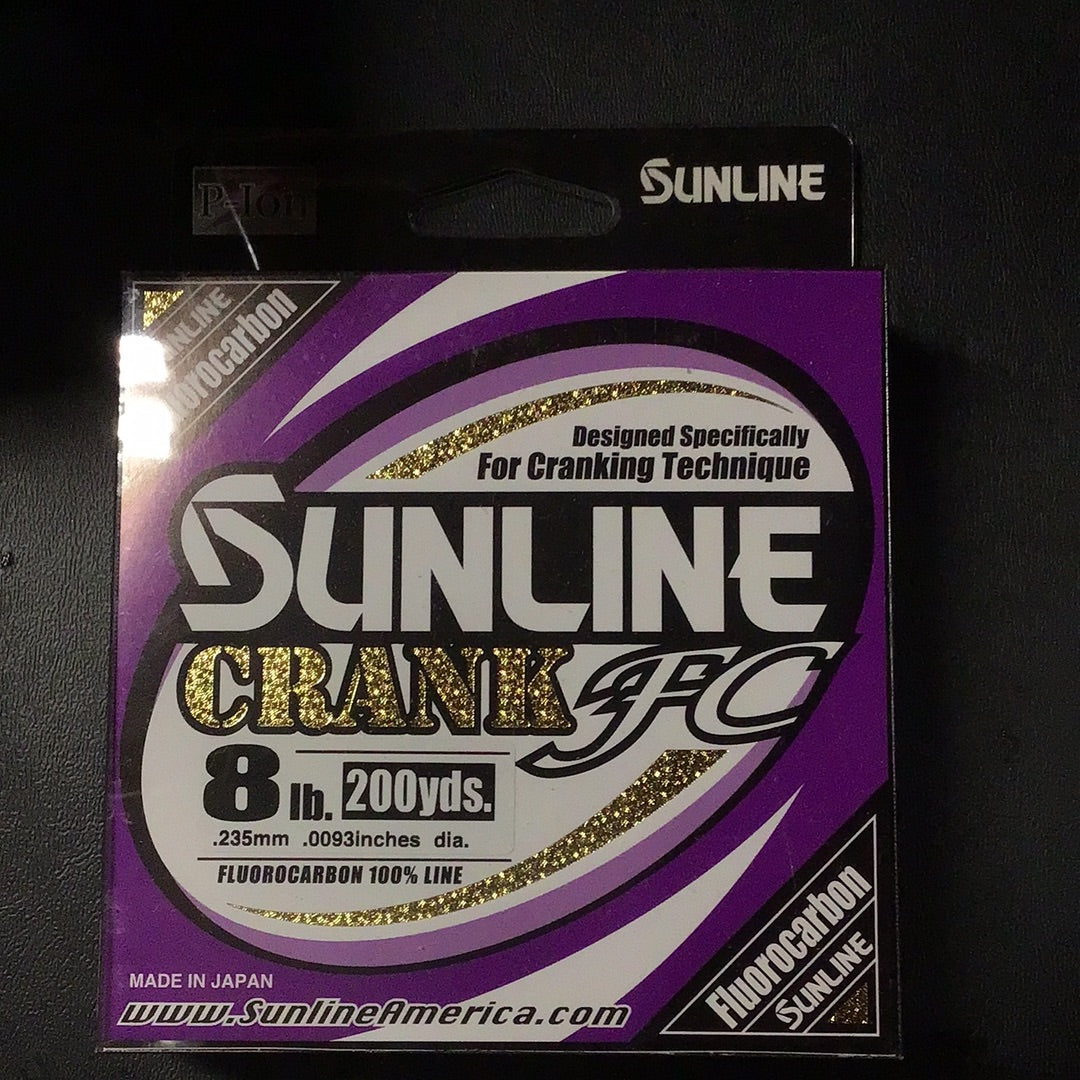 P-Ion
SUNLINE
Fluorocarbon
Designed Specifically
For Cranking Technique
SUNLINE
CRANK FC
8 lb. 200yds.
.235mm .0093inches dia.
FLUOROCARBON 100% LINE
MADE IN JAPAN
www.SunlineAmerica.com
Fluorocarbon
SUNLINE